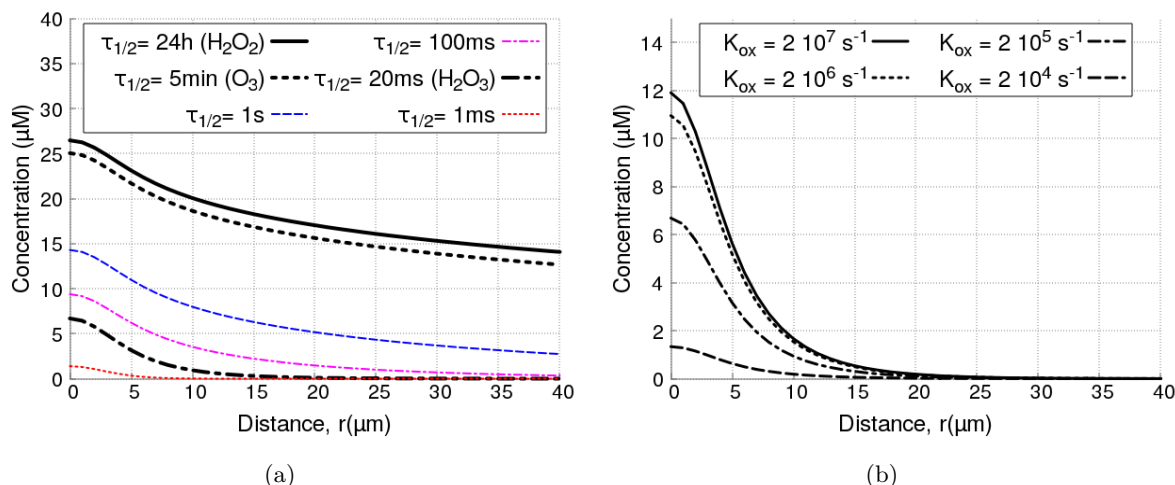 40
35
30
25
20
15
10
5
0
Concentration (μM)
τ1/2= 24h (H2O2)
τ1/2= 100ms
τ1/2= 5min (O3)
τ1/2= 20ms (H2O3)
τ1/2= 1s
τ1/2= 1ms
0 5 10 15 20 25 30 35 40
Distance, r(μm)
(a)
14
12
10
8
6
4
2
0
Concentration (μM)
Kox = 2 10^7 s^-1
Kox = 2 10^5 s^-1
Kox = 2 10^6 s^-1
Kox = 2 10^4 s^-1
0 5 10 15 20 25 30 35 40
Distance, r(μm)
(b)